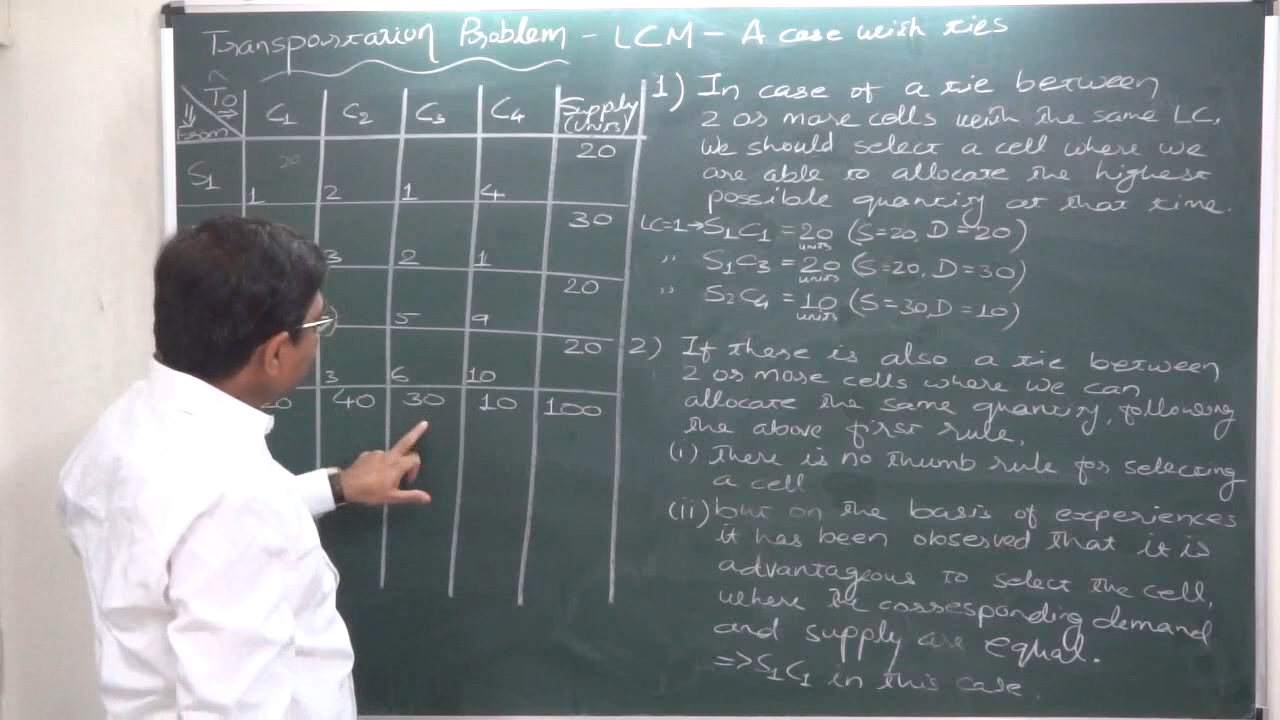 Transportation Problem - LCM - A case with ties
To From C1 C2 C3 C4 Supply (UNITS)
S1 20 20
1 2 1 4
30
3 2 1
20
5 9
20
3 6 10
40 30 10 100
1) In case of a tie between
2 or more cells with the same LC,
we should select a cell where we
are able to allocate the highest
possible quantity at that time.
LC=1→S1C1 = 20 UNITS (S=20, D=20)
" S1C3 = 20 UNITS (S=20, D=30)
" S2C4 = 10 UNITS (S=30, D=10)
2) If there is also a tie between
2 or more cells where we can
allocate the same quantity, following
the above first rule,
(i) there is no thumb rule for selecting
a cell
(ii) but on the basis of experiences
it has been observed that it is
advantageous to select the cell,
where the corresponding demand
and supply are equal.
=> S1C1 in this case.